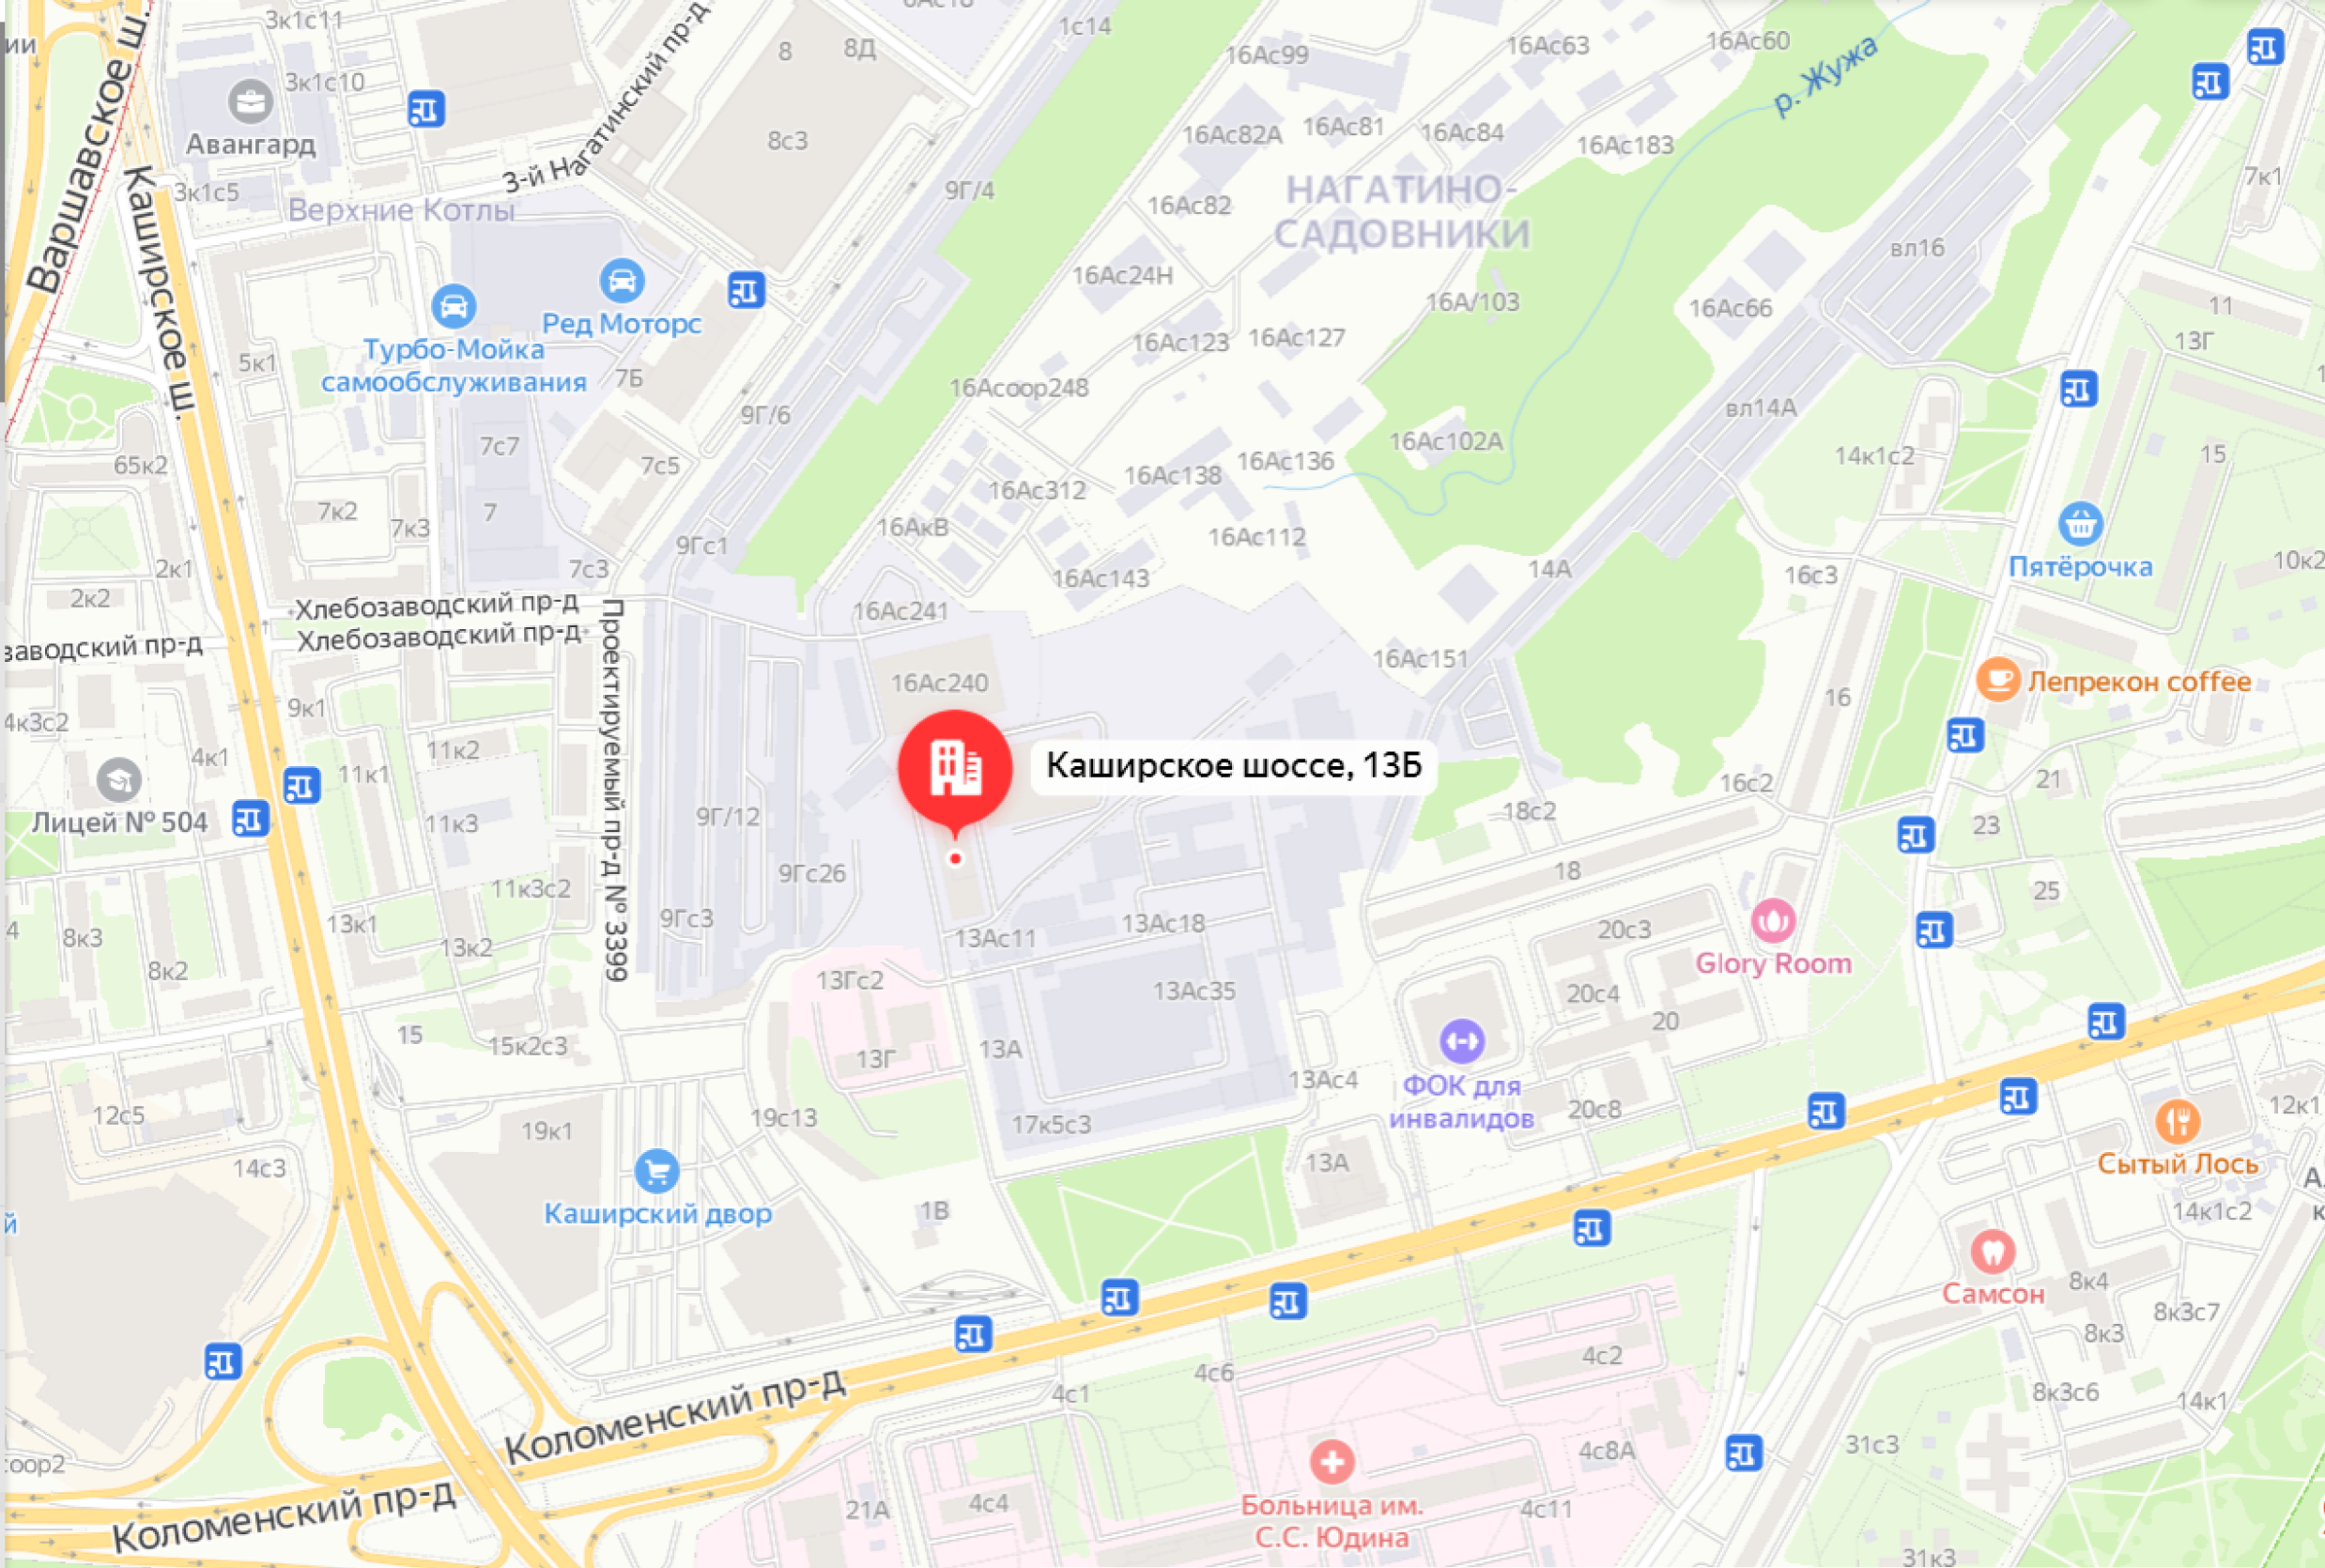 3к1с11
8
8Д
1с14
16Ас99
16Ас63
16Ас60
ии
Варшавское ш.
3к1с10
Авангард
8с3
16Ас82А
16Ас81
16Ас84
16Ас183
р. Жужа
3-й Нагатинский пр-д
3к1с5
Верхние Котлы
9Г/4
16Ас82
НАГАТИНО-
САДОВНИКИ
7к1
Каширское ш.
вл16
16Ас24Н
16А/103
16Ас66
11
Ред Моторс
Турбо-Мойка
самообслуживания
5к1
7Б
16Ас123
16Ас127
13Г
9Г/6
16Асоор248
вл14А
65к2
7с7
7с5
16Ас138
16Ас136
16Ас102А
14к1с2
15
7к2
7к3
7
16Ас312
16АкВ
9Гс1
16Ас112
2к1
7с3
16Ас143
14А
16с3
Пятёрочка
10к2
2к2
Хлебозаводский пр-д
Хлебозаводский пр-д
заводский пр-д
16Ас241
Проектируемый пр-д № 3399
16Ас151
16Ас240
16
Лепрекон coffee
4к3с2
9к1
4к1
11к2
11к1
Каширское шоссе, 13Б
16с2
21
Лицей № 504
11к3
9Г/12
18с2
23
11к3с2
9Гс26
18
25
4
8к3
13к1
13к2
9Гс3
13Ас11
13Ас18
20с3
8к2
13Гс2
13Ас35
Glory Room
20с4
20
15
15к2с3
13Г
13А
13Ас4
ФОК для
инвалидов
20с8
12с5
19к1
19с13
17к5с3
12к1
14с3
13А
Сытый Лось
Каширский двор
1В
14к1с2
й
8к4
Самсон
8к3с7
8к3
4с2
4с6
4с1
8к3с6
14к1
Коломенский пр-д
Коломенский пр-д
соор2
21А
4с4
Больница им.
С.С. Юдина
4с8А
4с11
31с3
31к3